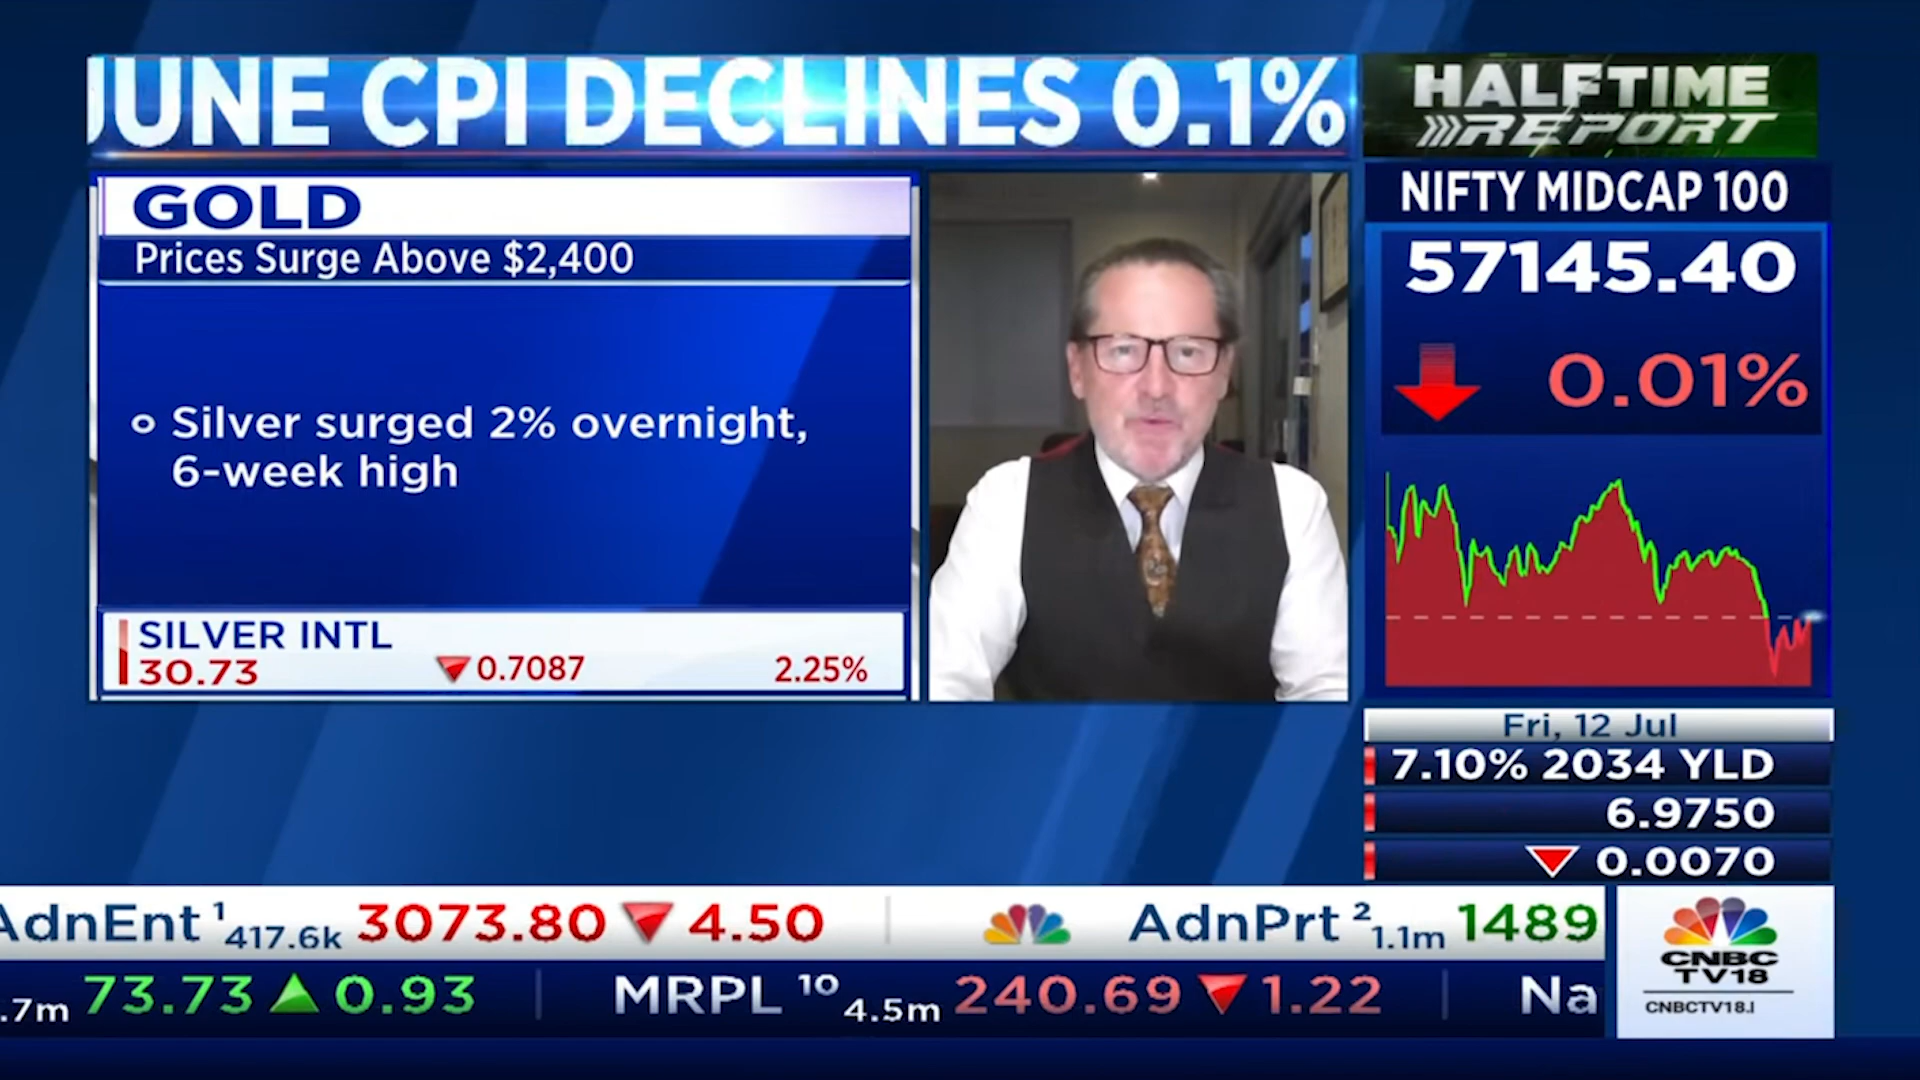 JUNE CPI DECLINES 0.1%
HALFTIME
REPORT
GOLD
Prices Surge Above $2,400
Silver surged 2% overnight,
6-week high
SILVER INTL
30.73 0.7087 2.25%
NIFTY MIDCAP 100
57145.40
0.01%
Fri, 12 Jul
7.10% 2034 YLD
6.9750
0.0070
AdnEnt 1 417.6k 3073.80 4.50 AdnPrt 2 1.1m 1489
.7m 73.73 0.93 MRPL 10 4.5m 240.69 1.22 Na
CNBC
TV18
CNBCTV18.